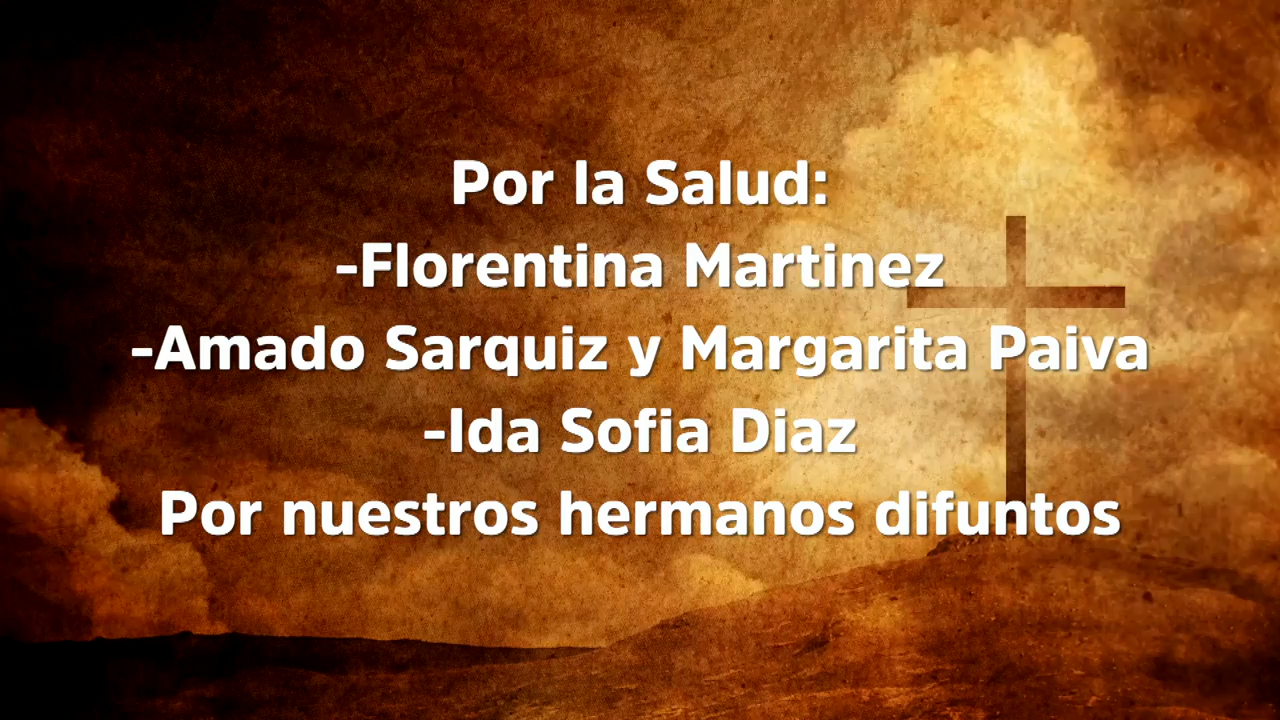 Por la Salud:
-Florentina Martinez
-Amado Sarquiz y Margarita Paiva
-Ida Sofia Diaz
Por nuestros hermanos difuntos